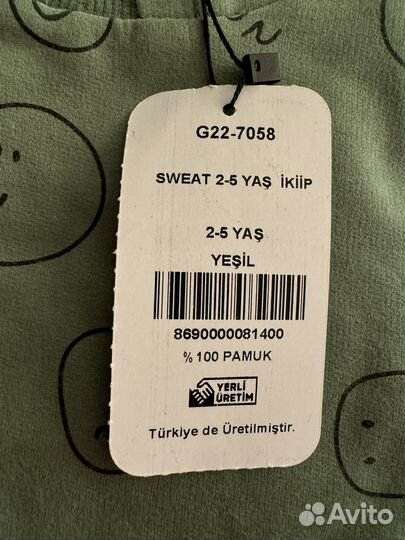 G22-7058
SWEAT 2-5 YAŞ İKİİP
2-5 YAŞ
YEŞİL
8690000081400
% 100 PAMUK
YERLİ
ÜRETİM
Türkiye de Üretilmiştir.
Avito